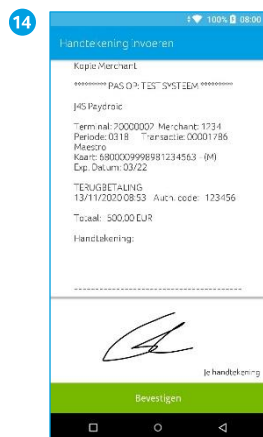 14
100% 08:00
Handtekening invoeren
Kopie Merchant
********* PAS OP: TEST SYSTEEM *********
J4S Paydroid
Terminal: 20000002 Merchant: 1234
Periode: 0318 Transactie: 00001786
Maestro
Kaart: 6800009998981234563 - (M)
Exp. Datum: 03/22
TERUGBETALING
13/11/2020 08:53 Auth. code: 123456
Totaal: 500,00 EUR
Handtekening:
----------------------------------------
Je handtekening
Bevestigen